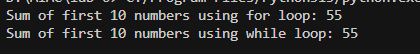 Sum of first 10 numbers using for loop: 55
Sum of first 10 numbers using while loop: 55